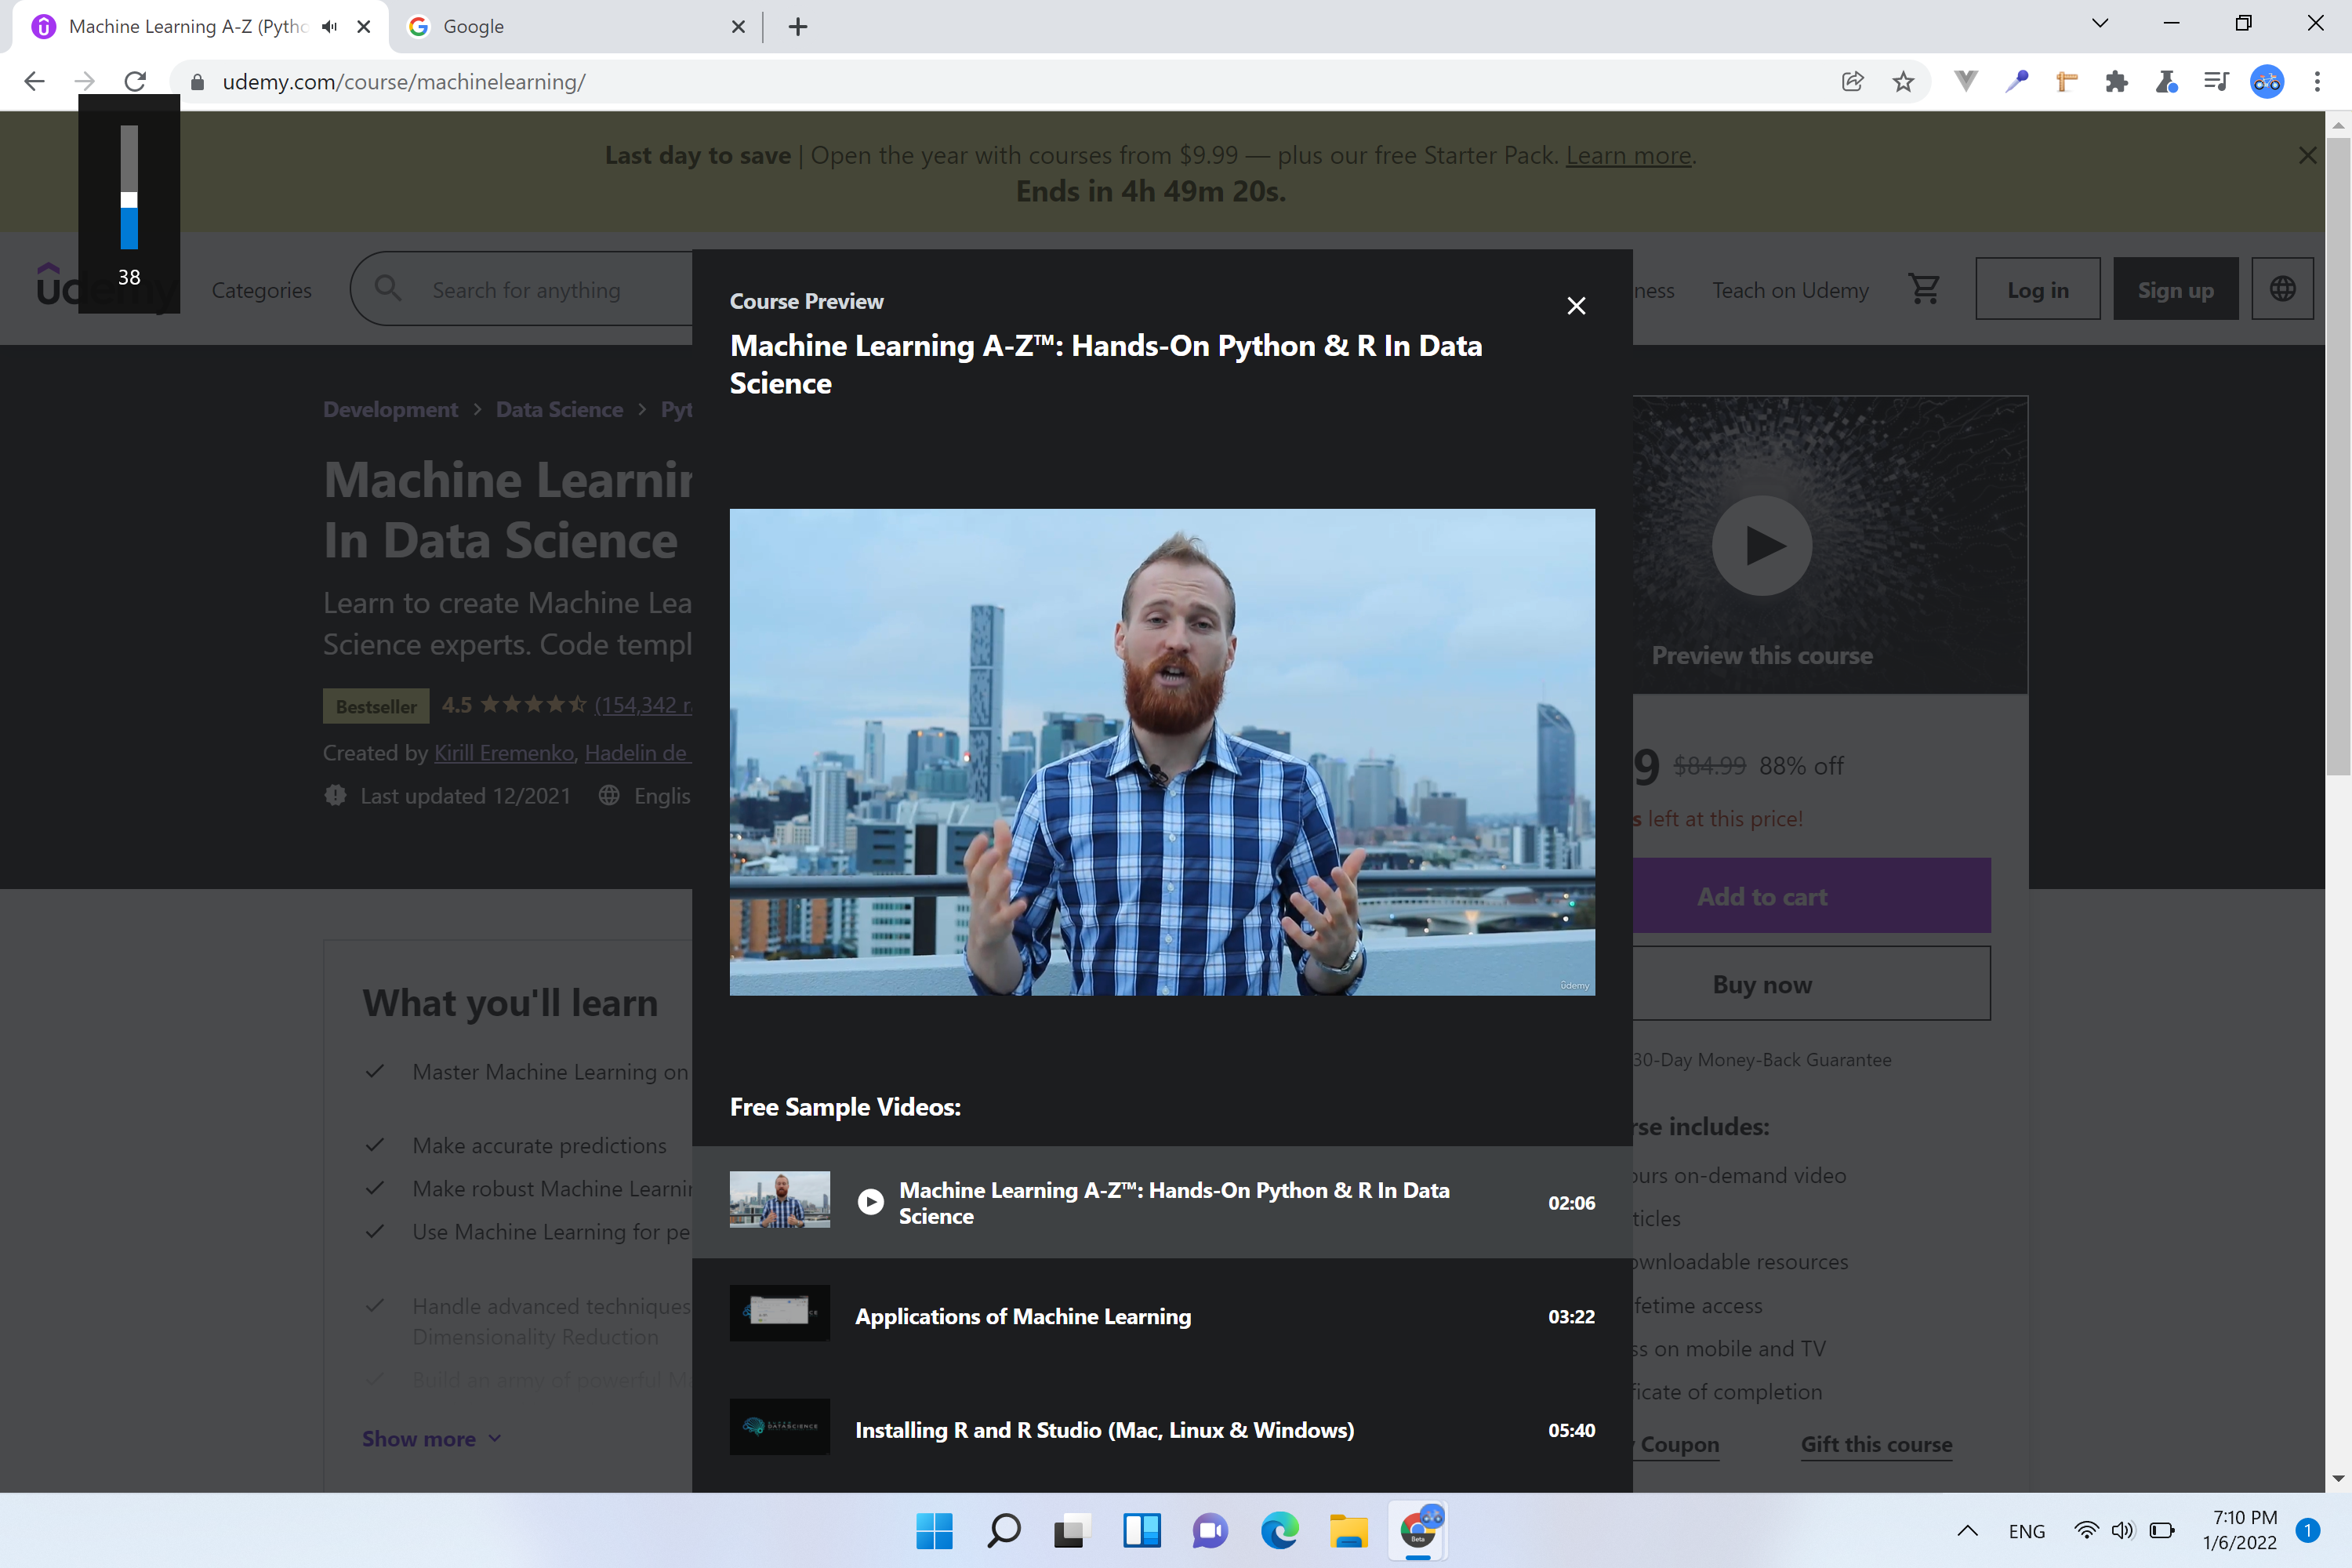 Machine Learning A-Z (Pytho
Google
udemy.com/course/machinelearning/
Last day to save | Open the year with courses from $9.99 — plus our free Starter Pack. Learn more.
Ends in 4h 49m 20s.
38
udemy
Categories
Search for anything
ness
Teach on Udemy
Log in
Sign up
Course Preview
Machine Learning A-Z™: Hands-On Python & R In Data
Science
Development > Data Science > Pyt
Machine Learnin
In Data Science
Learn to create Machine Lea
Science experts. Code templ
Bestseller 4.5 (154,342 ra
Created by Kirill Eremenko, Hadelin de
Last updated 12/2021 Englis
udemy
Preview this course
9 $84.99 88% off
s left at this price!
Add to cart
Buy now
30-Day Money-Back Guarantee
rse includes:
ours on-demand video
ticles
ownloadable resources
fetime access
ss on mobile and TV
ficate of completion
Coupon
Gift this course
What you'll learn
Master Machine Learning on
Make accurate predictions
Make robust Machine Learnin
Use Machine Learning for pe
Handle advanced techniques
Dimensionality Reduction
Build an army of powerful Ma
Show more
Free Sample Videos:
Machine Learning A-Z™: Hands-On Python & R In Data
Science
02:06
Applications of Machine Learning
03:22
DATASCIENCE
Installing R and R Studio (Mac, Linux & Windows)
05:40
Beta
ENG
7:10 PM
1/6/2022
1